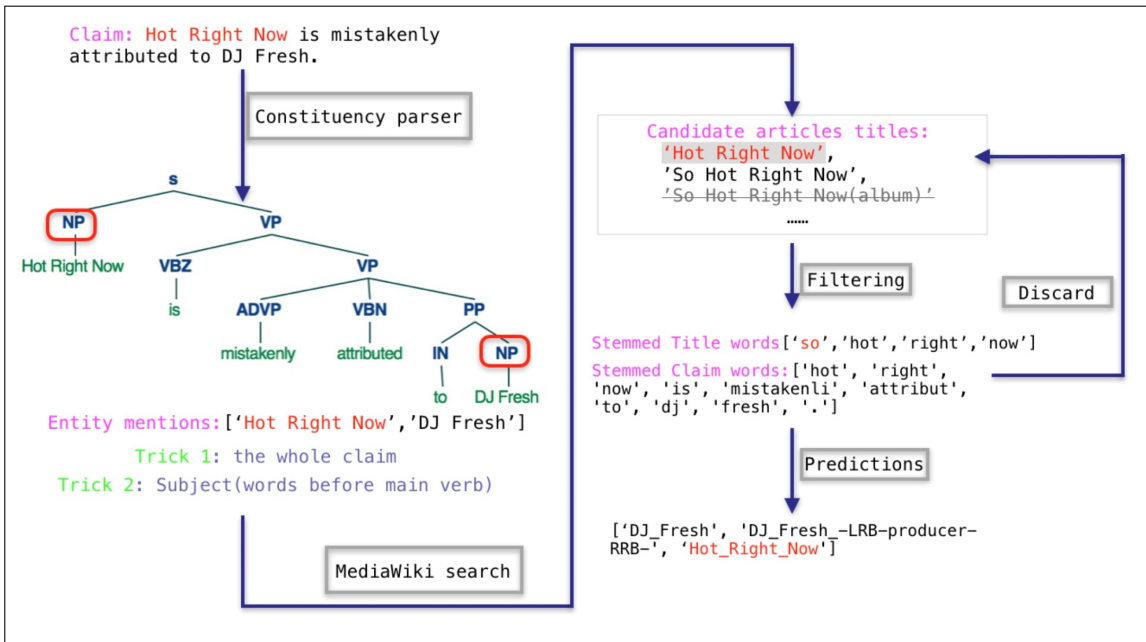 Claim: Hot Right Now is mistakenly
attributed to DJ Fresh.
Constituency parser
s
NP
VP
Hot Right Now
VBZ
VP
is
ADVP
VBN
PP
mistakenly
attributed
IN
NP
to
DJ Fresh
Entity mentions:[‘Hot Right Now’,’DJ Fresh’]
Trick 1: the whole claim
Trick 2: Subject(words before main verb)
MediaWiki search
Candidate articles titles:
‘Hot Right Now’,
’So Hot Right Now’,
’So Hot Right Now(album)’
……
Filtering
Discard
Stemmed Title words[‘so’,’hot’,’right’,’now’]
Stemmed Claim words:['hot', 'right',
'now', 'is', 'mistakenli', 'attribut',
'to', 'dj', 'fresh', '.']
Predictions
[‘DJ_Fresh', 'DJ_Fresh_-LRB-producer-
RRB-', ‘Hot_Right_Now']